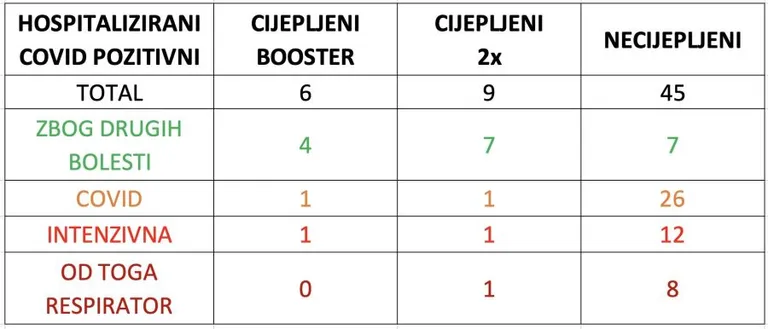 HOSPITALIZIRANI COVID POZITIVNI CIJEPLJENI BOOSTER CIJEPLJENI 2x NECIJEPLJENI
TOTAL 6 9 45
ZBOG DRUGIH BOLESTI 4 7 7
COVID 1 1 26
INTENZIVNA 1 1 12
OD TOGA RESPIRATOR 0 1 8